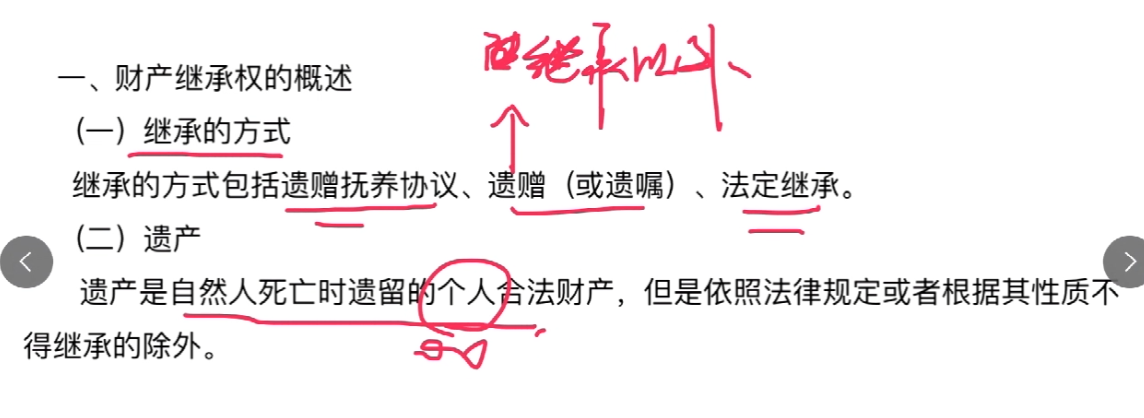 继承以外、
一、财产继承权的概述
（一）继承的方式
继承的方式包括遗赠抚养协议、遗赠（或遗嘱）、法定继承。
（二）遗产
遗产是自然人死亡时遗留的个人合法财产，但是依照法律规定或者根据其性质不
得继承的除外。